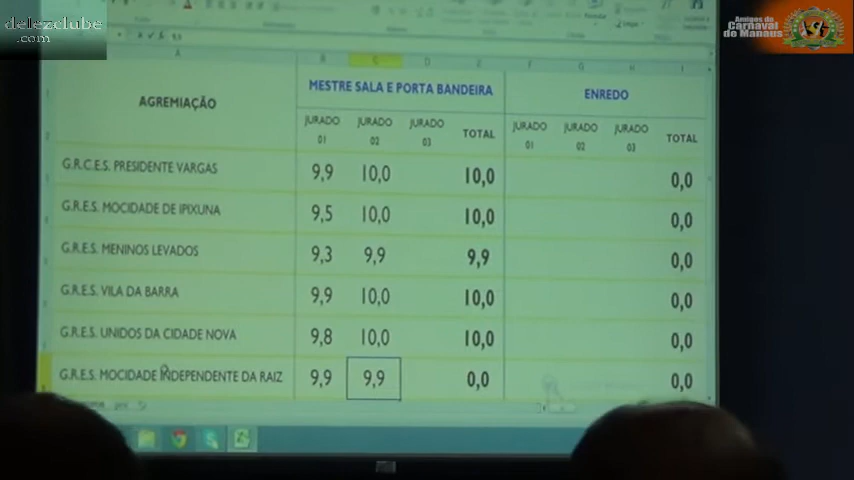 delezclube
.com
Amigos do
Carnaval
de Manaus
A B C D E F G H I
AGREMIAÇÃO MESTRE SALA E PORTA BANDEIRA ENREDO
JURADO 01 JURADO 02 JURADO 03 TOTAL JURADO 01 JURADO 02 JURADO 03 TOTAL
G.R.C.E.S. PRESIDENTE VARGAS 9,9 10,0 10,0 0,0
G.R.E.S. MOCIDADE DE IPIXUNA 9,5 10,0 10,0 0,0
G.R.E.S. MENINOS LEVADOS 9,3 9,9 9,9 0,0
G.R.E.S. VILA DA BARRA 9,9 10,0 10,0 0,0
G.R.E.S. UNIDOS DA CIDADE NOVA 9,8 10,0 10,0 0,0
G.R.E.S. MOCIDADE INDEPENDENTE DA RAIZ 9,9 9,9 0,0 0,0